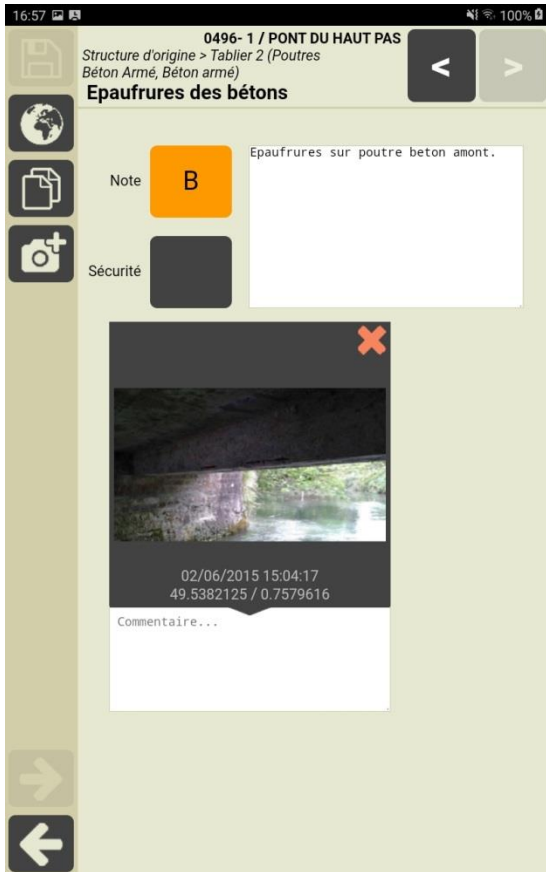 16:57
100%
0496- 1 / PONT DU HAUT PAS
Structure d'origine > Tablier 2 (Poutres
Béton Armé, Béton armé)
Epaufrures des bétons
<
>
Note
B
Epaufrures sur poutre beton amont.
Sécurité
02/06/2015 15:04:17
49.5382125 / 0.7579616
Commentaire...